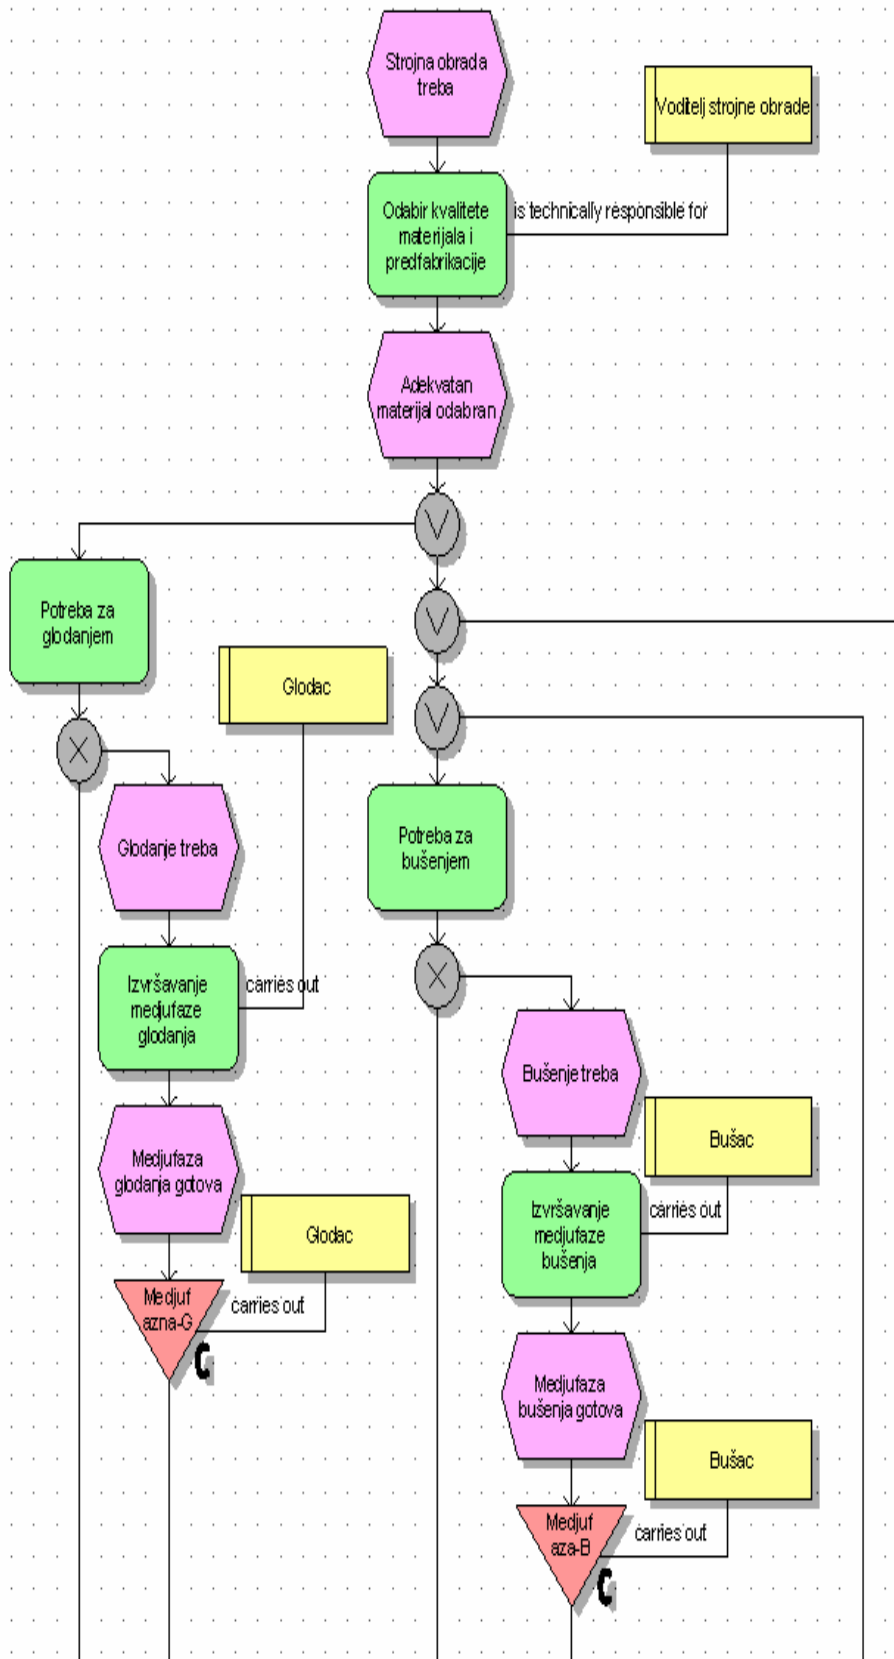 Strojna obrada
treba
Voditelj strojne obrade
Odabir kvalitete
materijala i
predfabrikacije
is technically responsible for
Adekvatan
materijal odabran
Potreba za
glodanjem
Glodac
Potreba za
bušenjem
Glodanje treba
Izvršavanje
medjufaze
glodanja
carries out
Bušenje treba
Bušac
Medjufaza
glodanja gotova
Izvršavanje
medjufaze
bušenja
carries out
Glodac
Medjuf
azna-G
carries out
Medjufaza
bušenja gotova
Bušac
Medjuf
aza-B
carries out